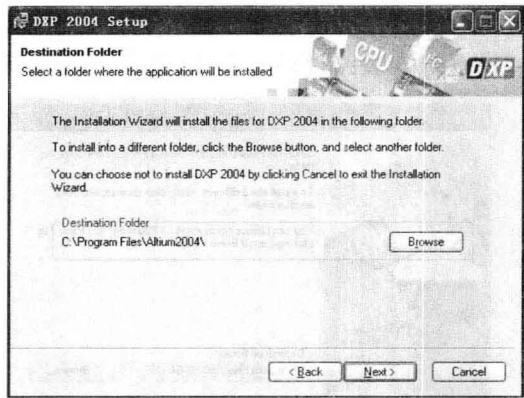 DXP 2004 Setup
Destination Folder
Select a folder where the application will be installed
CPU
DXP
The Installation Wizard will install the files for DXP 2004 in the following folder.
To install into a different folder, click the Browse button, and select another folder.
You can choose not to install DXP 2004 by clicking Cancel to exit the Installation
Wizard.
Destination Folder
C:\Program Files\Altium2004\
Browse
< Back
Next >
Cancel